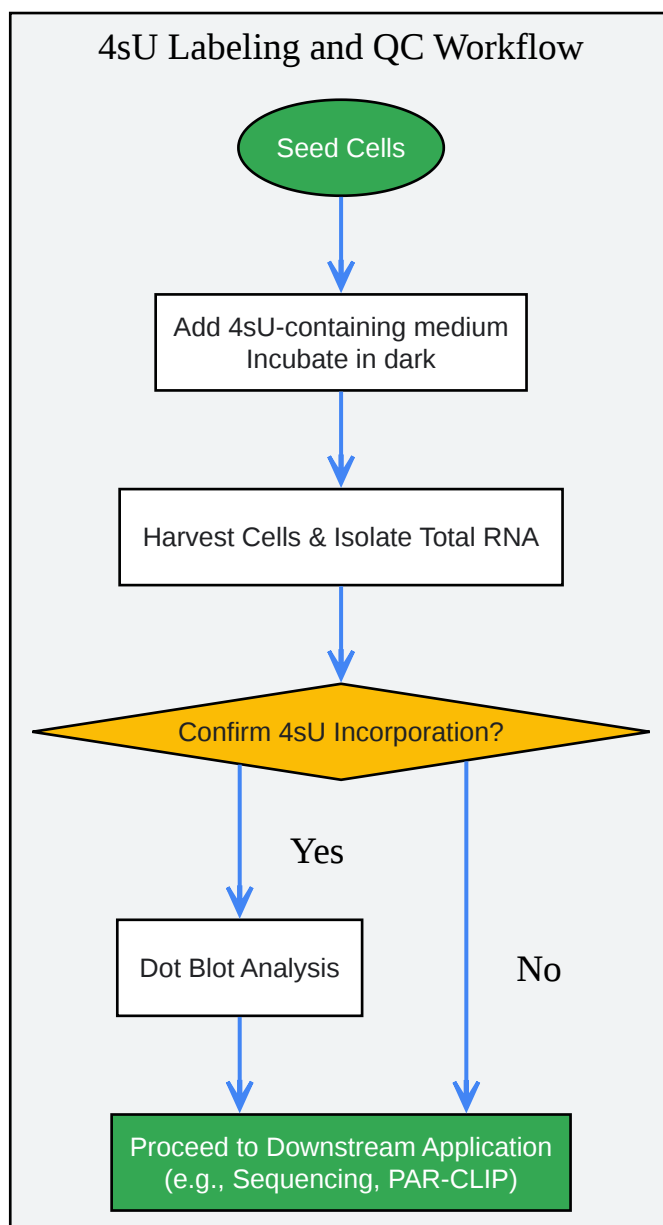 4sU Labeling and QC Workflow
Seed Cells
Add 4sU-containing medium
Incubate in dark
Harvest Cells & Isolate Total RNA
Confirm 4sU Incorporation?
Yes
Dot Blot Analysis
No
Proceed to Downstream Application
(e.g., Sequencing, PAR-CLIP)